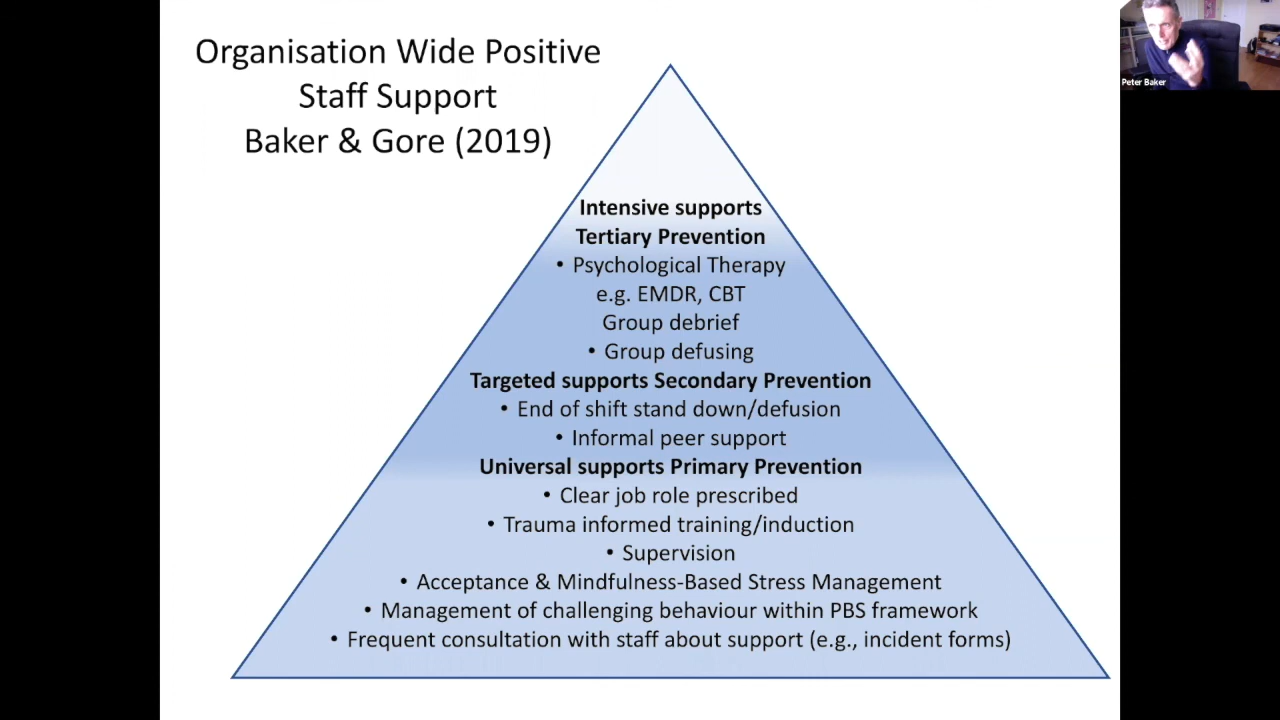 Organisation Wide Positive
Staff Support
Baker & Gore (2019)
Peter Baker
Intensive supports
Tertiary Prevention
• Psychological Therapy
e.g. EMDR, CBT
Group debrief
• Group defusing
Targeted supports Secondary Prevention
• End of shift stand down/defusion
• Informal peer support
Universal supports Primary Prevention
• Clear job role prescribed
• Trauma informed training/induction
• Supervision
• Acceptance & Mindfulness-Based Stress Management
• Management of challenging behaviour within PBS framework
• Frequent consultation with staff about support (e.g., incident forms)